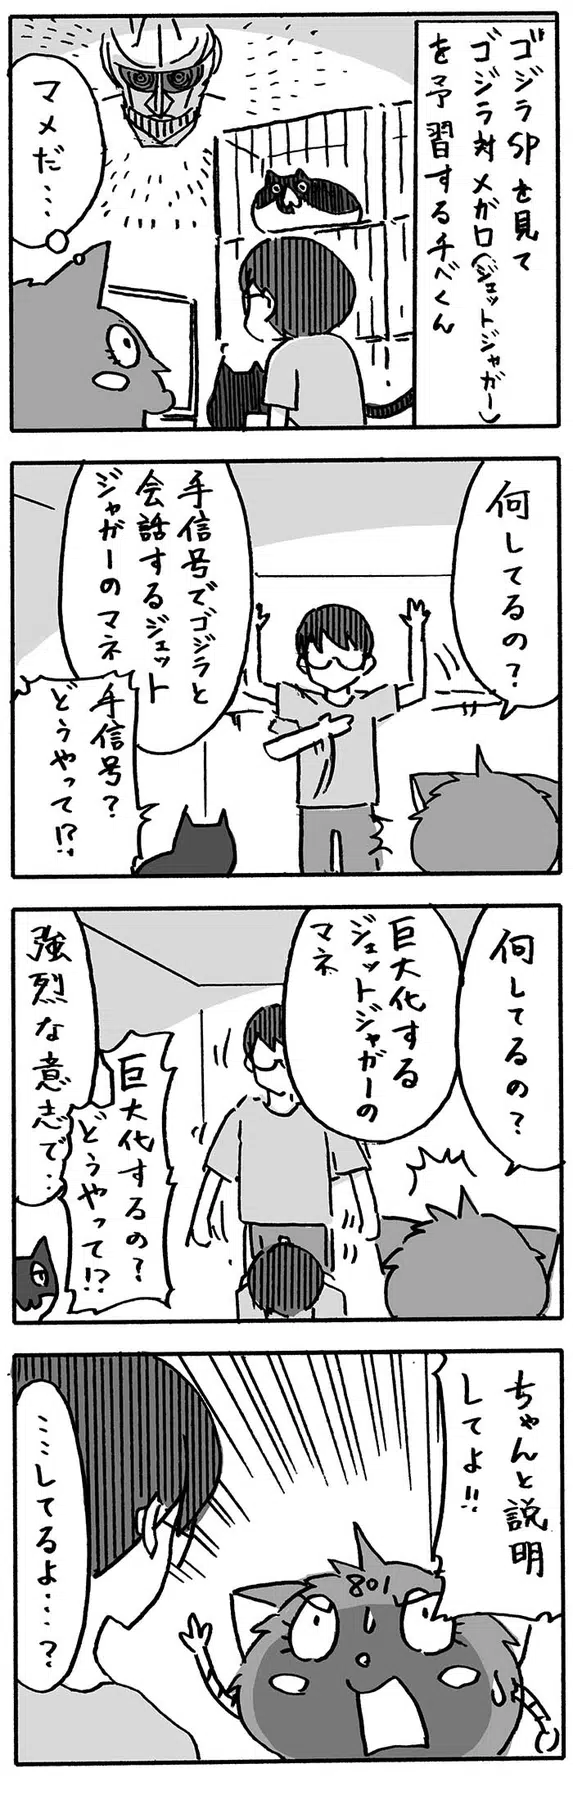 ゴジラSPを見て
ゴジラ対メガロ(ジェットジャガー)
を予習するチベくん
マメだ…
何してるの?
手信号でゴジラと
会話するジェット
ジャガーのマネ
手信号?
どうやって!?
何してるの?
巨大化する
ジェットジャガーの
マネ
巨大化するの?
どうやって!?
強烈な意志で…
ちゃんと説明
してよ!!
801
……してるよ…?